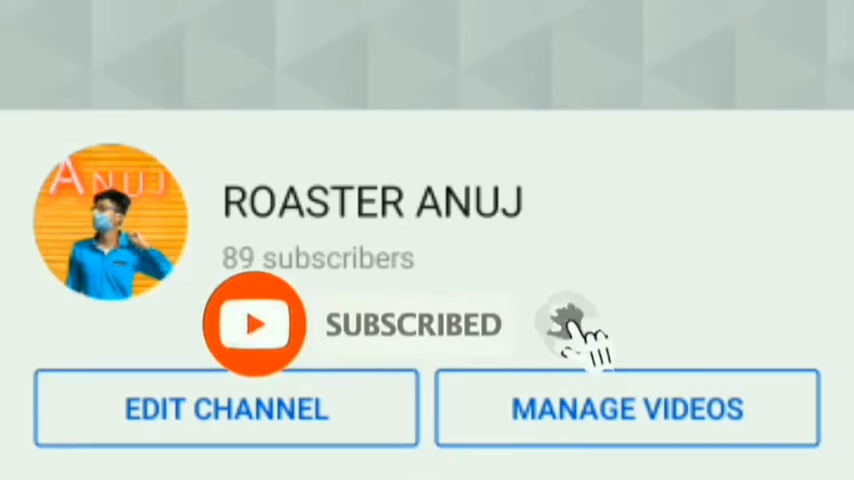 ANUJ
ROASTER ANUJ
89 subscribers
SUBSCRIBED
EDIT CHANNEL
MANAGE VIDEOS